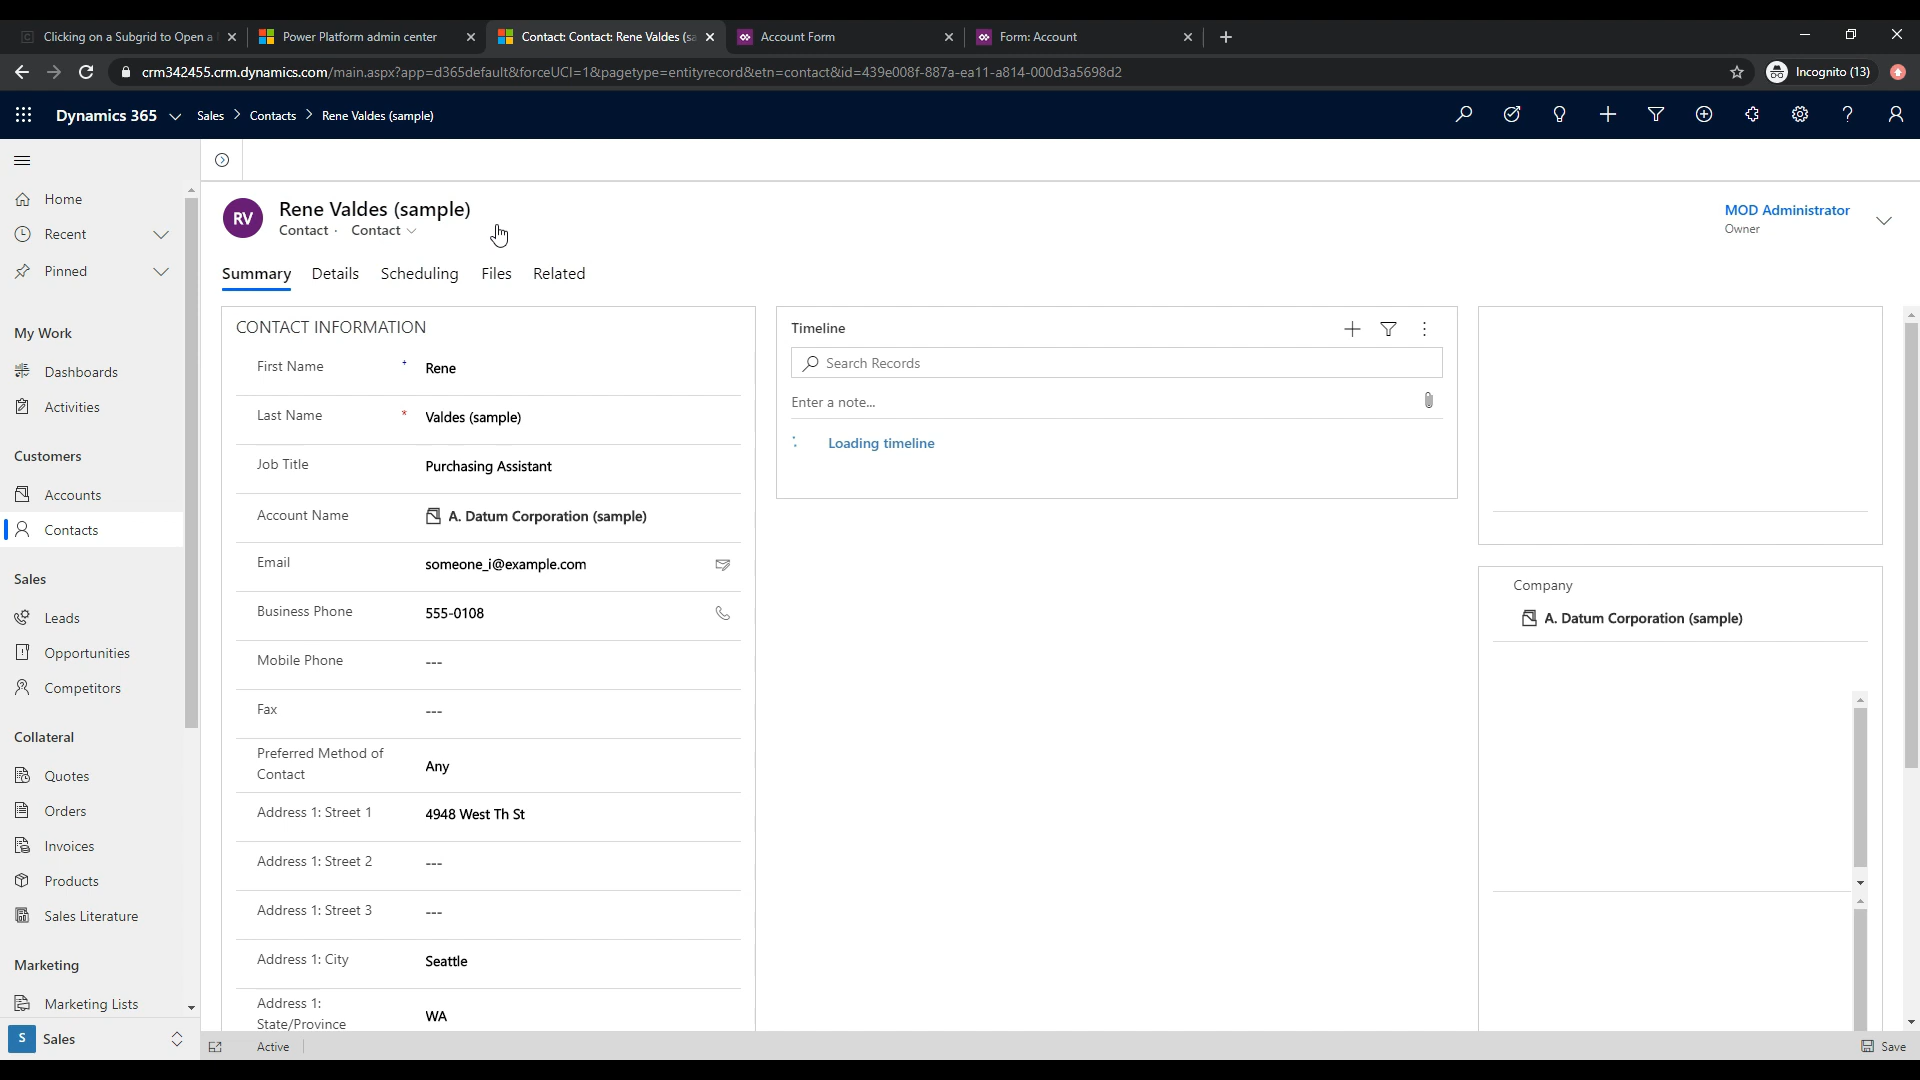 Clicking on a Subgrid to Open a
Power Platform admin center
Contact: Contact: Rene Valdes (sa
Account Form
Form: Account
crm342455.crm.dynamics.com/main.aspx?app=d365default&forceUCI=1&pagetype=entityrecord&etn=contact&id=439e008f-887a-ea11-a814-000d3a5698d2
Incognito (13)
Dynamics 365
Sales > Contacts > Rene Valdes (sample)
Home
Recent
Pinned
My Work
Dashboards
Activities
Customers
Accounts
Contacts
Sales
Leads
Opportunities
Competitors
Collateral
Quotes
Orders
Invoices
Products
Sales Literature
Marketing
Marketing Lists
S Sales
RV
Rene Valdes (sample)
Contact · Contact
MOD Administrator
Owner
Summary Details Scheduling Files Related
CONTACT INFORMATION
First Name + Rene
Last Name * Valdes (sample)
Job Title Purchasing Assistant
Account Name A. Datum Corporation (sample)
Email someone_i@example.com
Business Phone 555-0108
Mobile Phone ---
Fax ---
Preferred Method of
Contact
Any
Address 1: Street 1 4948 West Th St
Address 1: Street 2 ---
Address 1: Street 3 ---
Address 1: City Seattle
Address 1:
State/Province
WA
Timeline
Search Records
Enter a note...
Loading timeline
Company
A. Datum Corporation (sample)
Active
Save